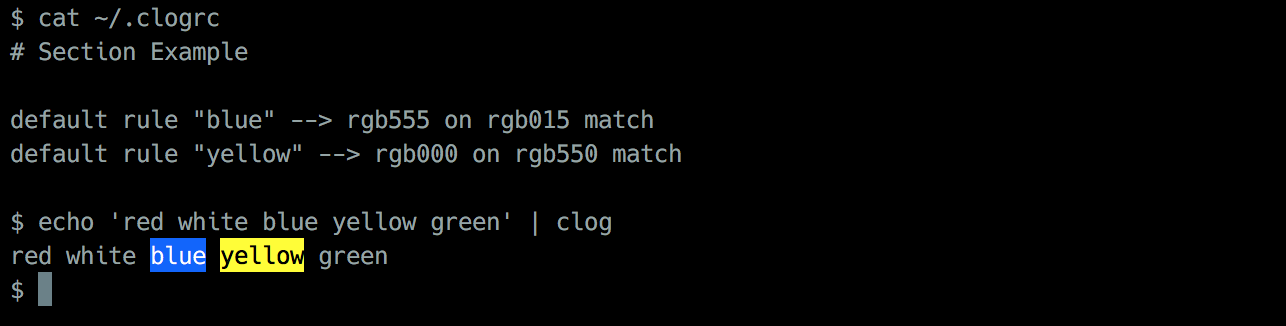 $ cat ~/.clogrc
# Section Example
default rule "blue" --> rgb555 on rgb015 match
default rule "yellow" --> rgb000 on rgb550 match
$ echo 'red white blue yellow green' | clog
red white blue yellow green
$